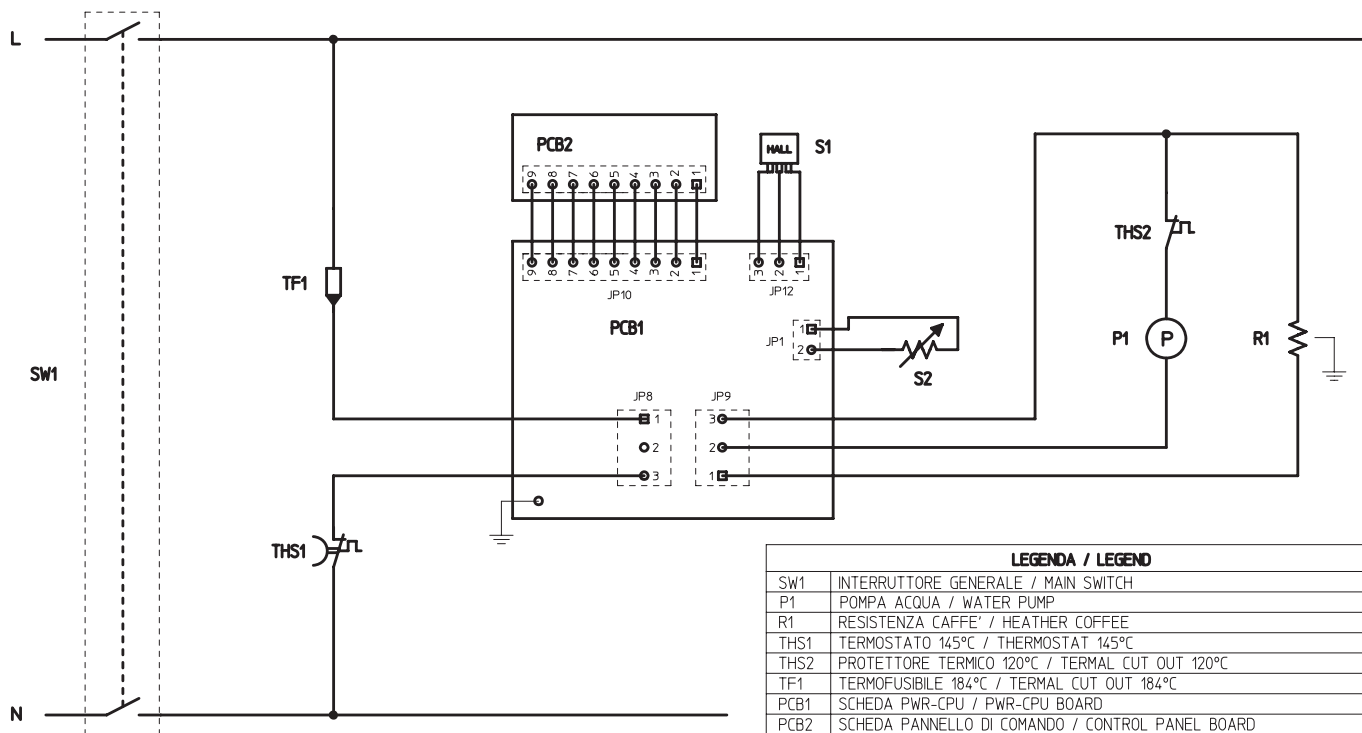 L
PCB2
HALL
S1
9 8 7 6 5 4 3 2 1
THS2
9 8 7 6 5 4 3 2 1
3 2 1
TF1
JP10
JP12
PCB1
1
JP1
2
P1
P
R1
SW1
S2
JP8
JP9
1
3
2
2
3
1
THS1
LEGENDA / LEGEND
SW1 INTERRUTTORE GENERALE / MAIN SWITCH
P1 POMPA ACQUA / WATER PUMP
R1 RESISTENZA CAFFE' / HEATHER COFFEE
THS1 TERMOSTATO 145°C / THERMOSTAT 145°C
THS2 PROTETTORE TERMICO 120°C / TERMAL CUT OUT 120°C
TF1 TERMOFUSIBILE 184°C / TERMAL CUT OUT 184°C
PCB1 SCHEDA PWR-CPU / PWR-CPU BOARD
N
PCB2 SCHEDA PANNELLO DI COMANDO / CONTROL PANEL BOARD